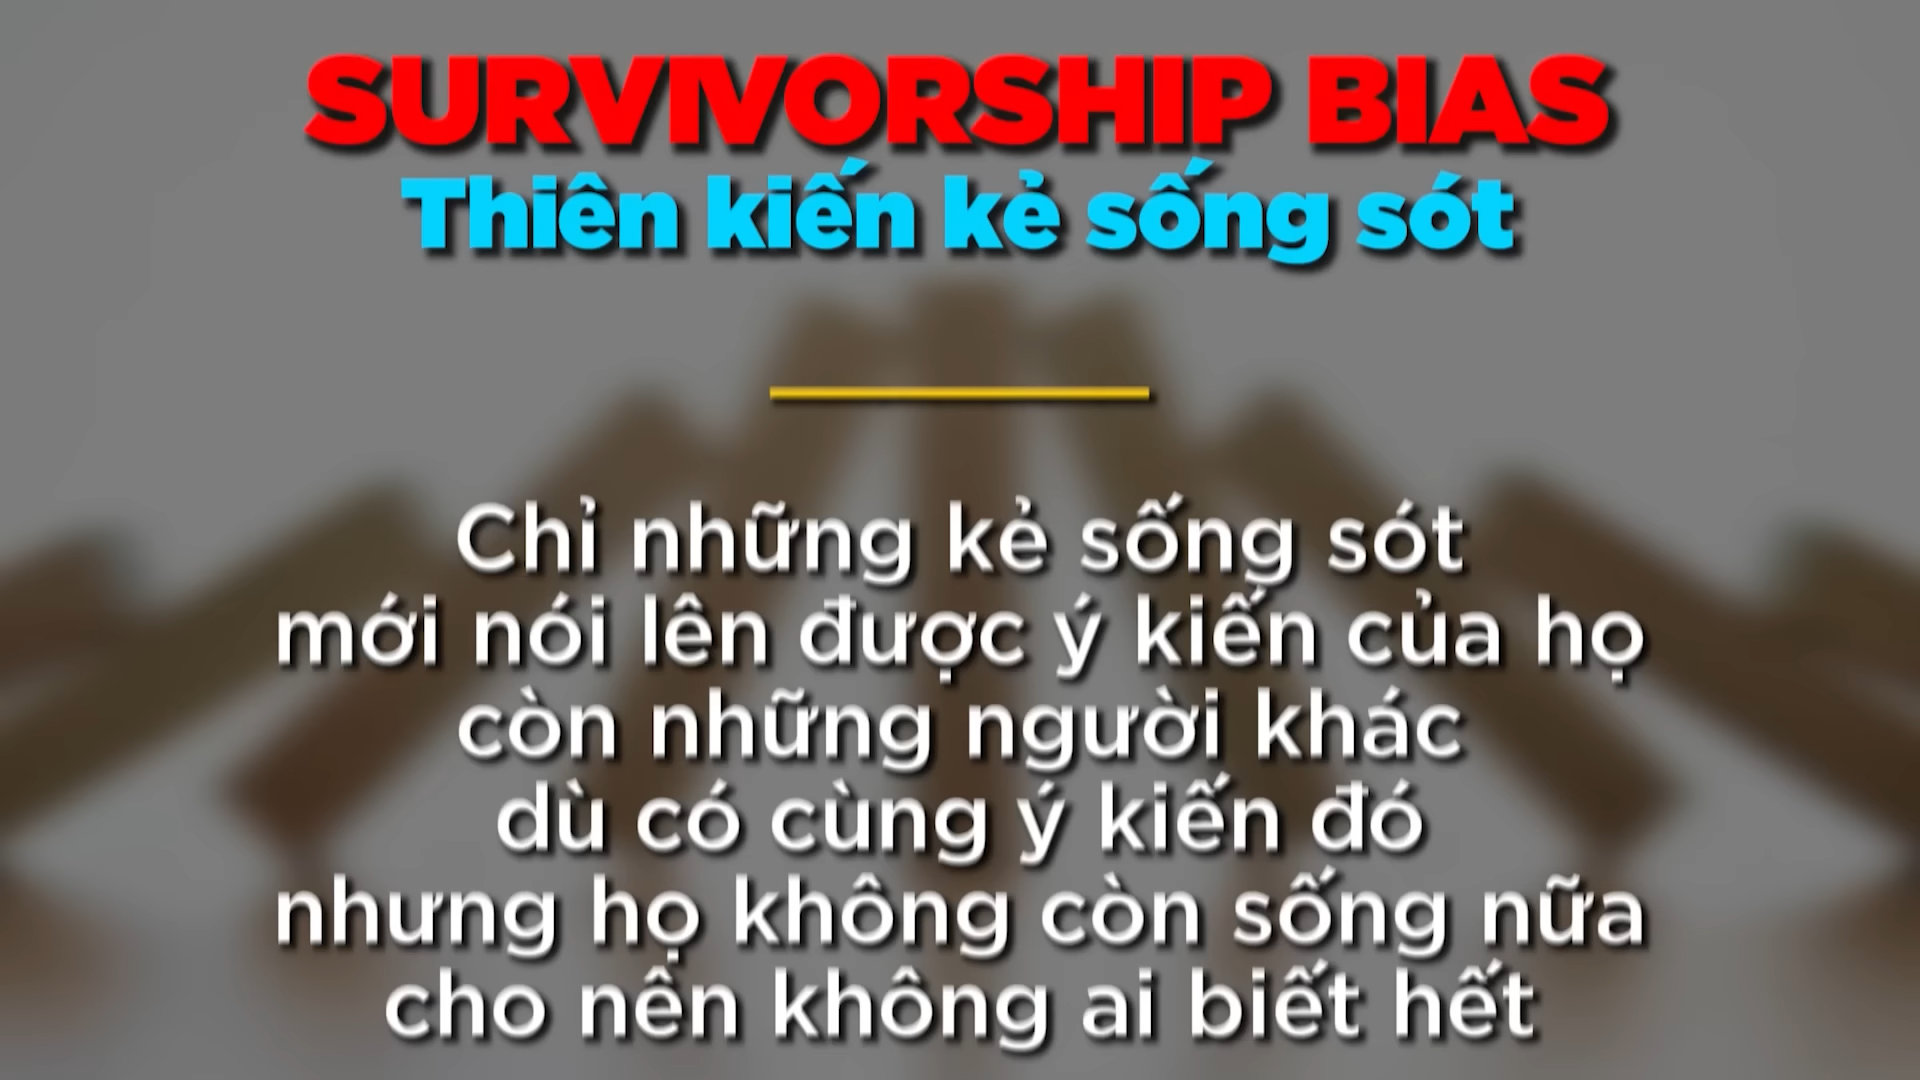 SURVIVORSHIP BIAS
Thiên kiến kẻ sống sót
Chỉ những kẻ sống sót
mới nói lên được ý kiến của họ
còn những người khác
dù có cùng ý kiến đó
nhưng họ không còn sống nữa
cho nên không ai biết hết